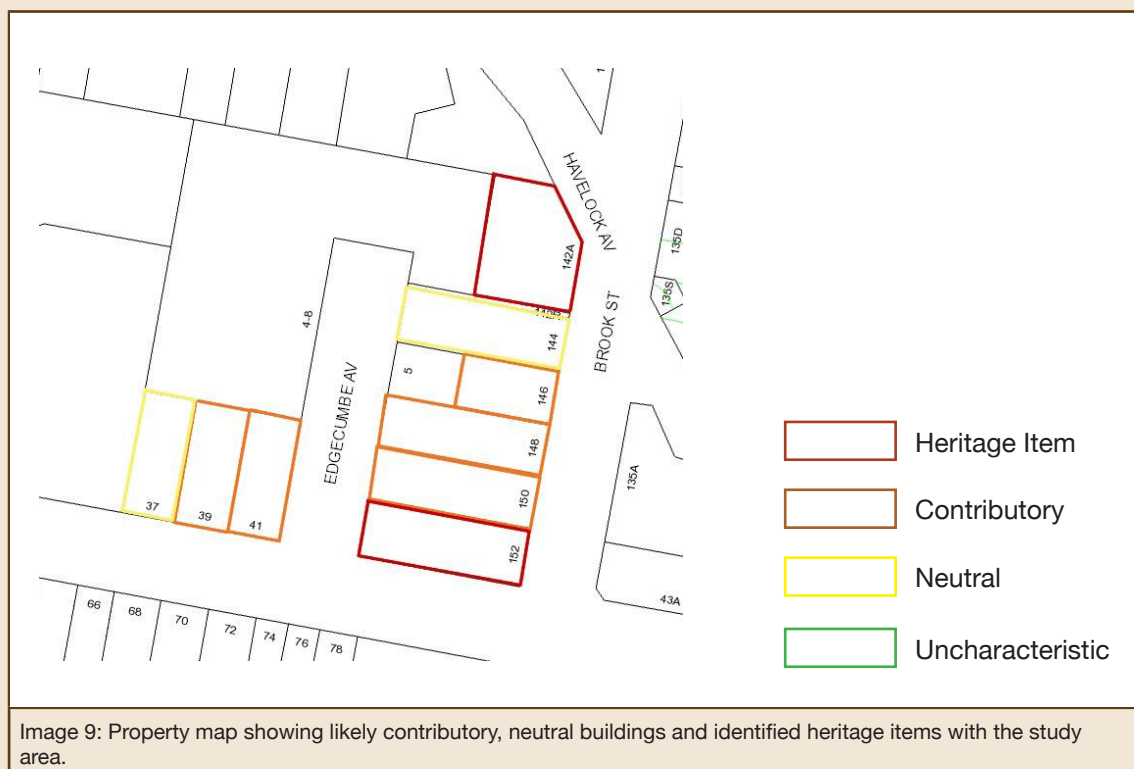 HAVELOCK AV
142A
135D
135S
BROOK ST
144
4-8
5
146
EDGECUMBE AV
148
135A
150
152
37
39
41
43A
66
68
70
72
74
76
78
Heritage Item
Contributory
Neutral
Uncharacteristic
Image 9: Property map showing likely contributory, neutral buildings and identified heritage items with the study
area.